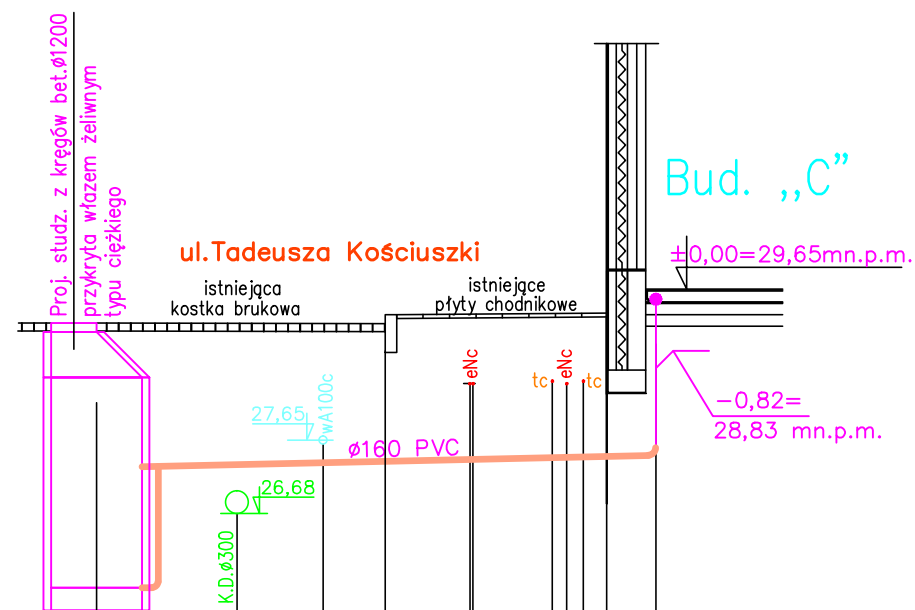 Proj. studz. z kręgów bet.ø1200
przykryta włazem żeliwnym
typu ciężkiego
Bud. ,,C”
ul.Tadeusza Kościuszki
±0,00=29,65mn.p.m.
istniejąca
kostka brukowa
istniejące
płyty chodnikowe
eNc
eNc
tc
tc
PwA100c
27,65
−0,82=
28,83 mn.p.m.
ø160 PVC
26,68
K.D.ø300